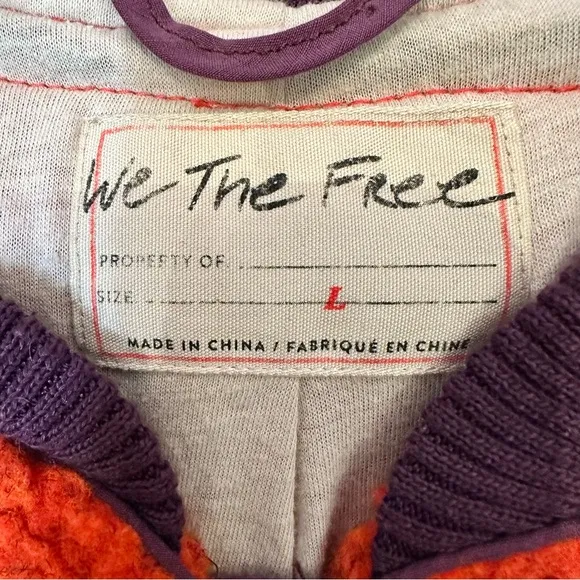 We The Free
PROPERTY OF
SIZE L
MADE IN CHINA / FABRIQUÉ EN CHINE